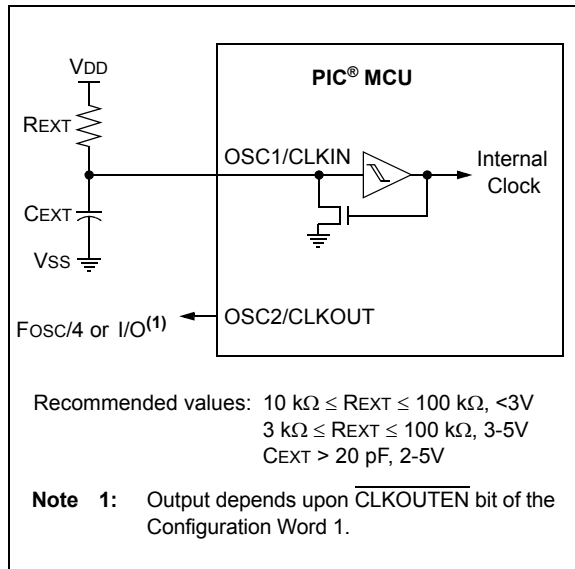 VDD
PIC® MCU
REXT
OSC1/CLKIN
Internal
Clock
CEXT
VSS
OSC2/CLKOUT
FOSC/4 or I/O(1)
Recommended values: 10 kΩ ≤ REXT ≤ 100 kΩ, <3V
3 kΩ ≤ REXT ≤ 100 kΩ, 3-5V
CEXT > 20 pF, 2-5V
Note 1: Output depends upon CLKOUTEN bit of the
Configuration Word 1.